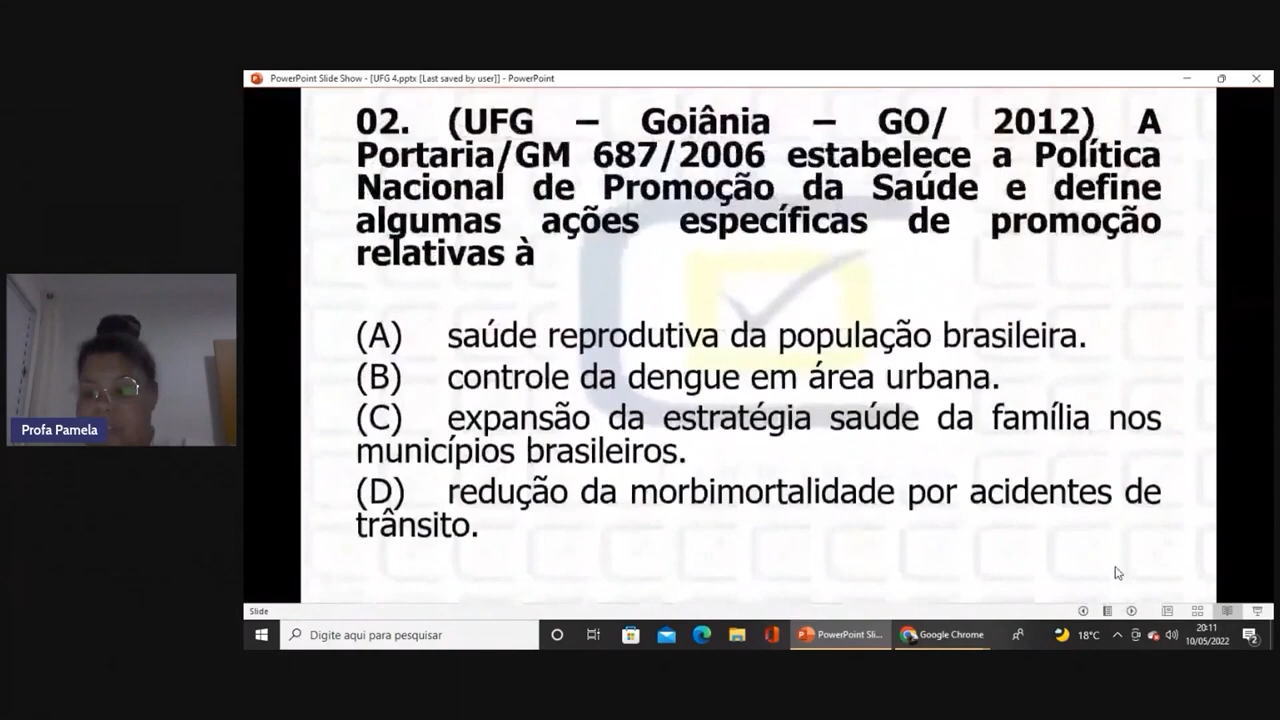 PowerPoint Slide Show - [UFG 4.pptx [Last saved by user]] - PowerPoint
02. (UFG – Goiânia – GO/ 2012) A
Portaria/GM 687/2006 estabelece a Política
Nacional de Promoção da Saúde e define
algumas ações específicas de promoção
relativas à
(A) saúde reprodutiva da população brasileira.
(B) controle da dengue em área urbana.
(C) expansão da estratégia saúde da família nos
municípios brasileiros.
(D) redução da morbimortalidade por acidentes de
trânsito.
Profa Pamela
Slide
Digite aqui para pesquisar
PowerPoint Sli...
Google Chrome
18°C
20:11
10/05/2022
2